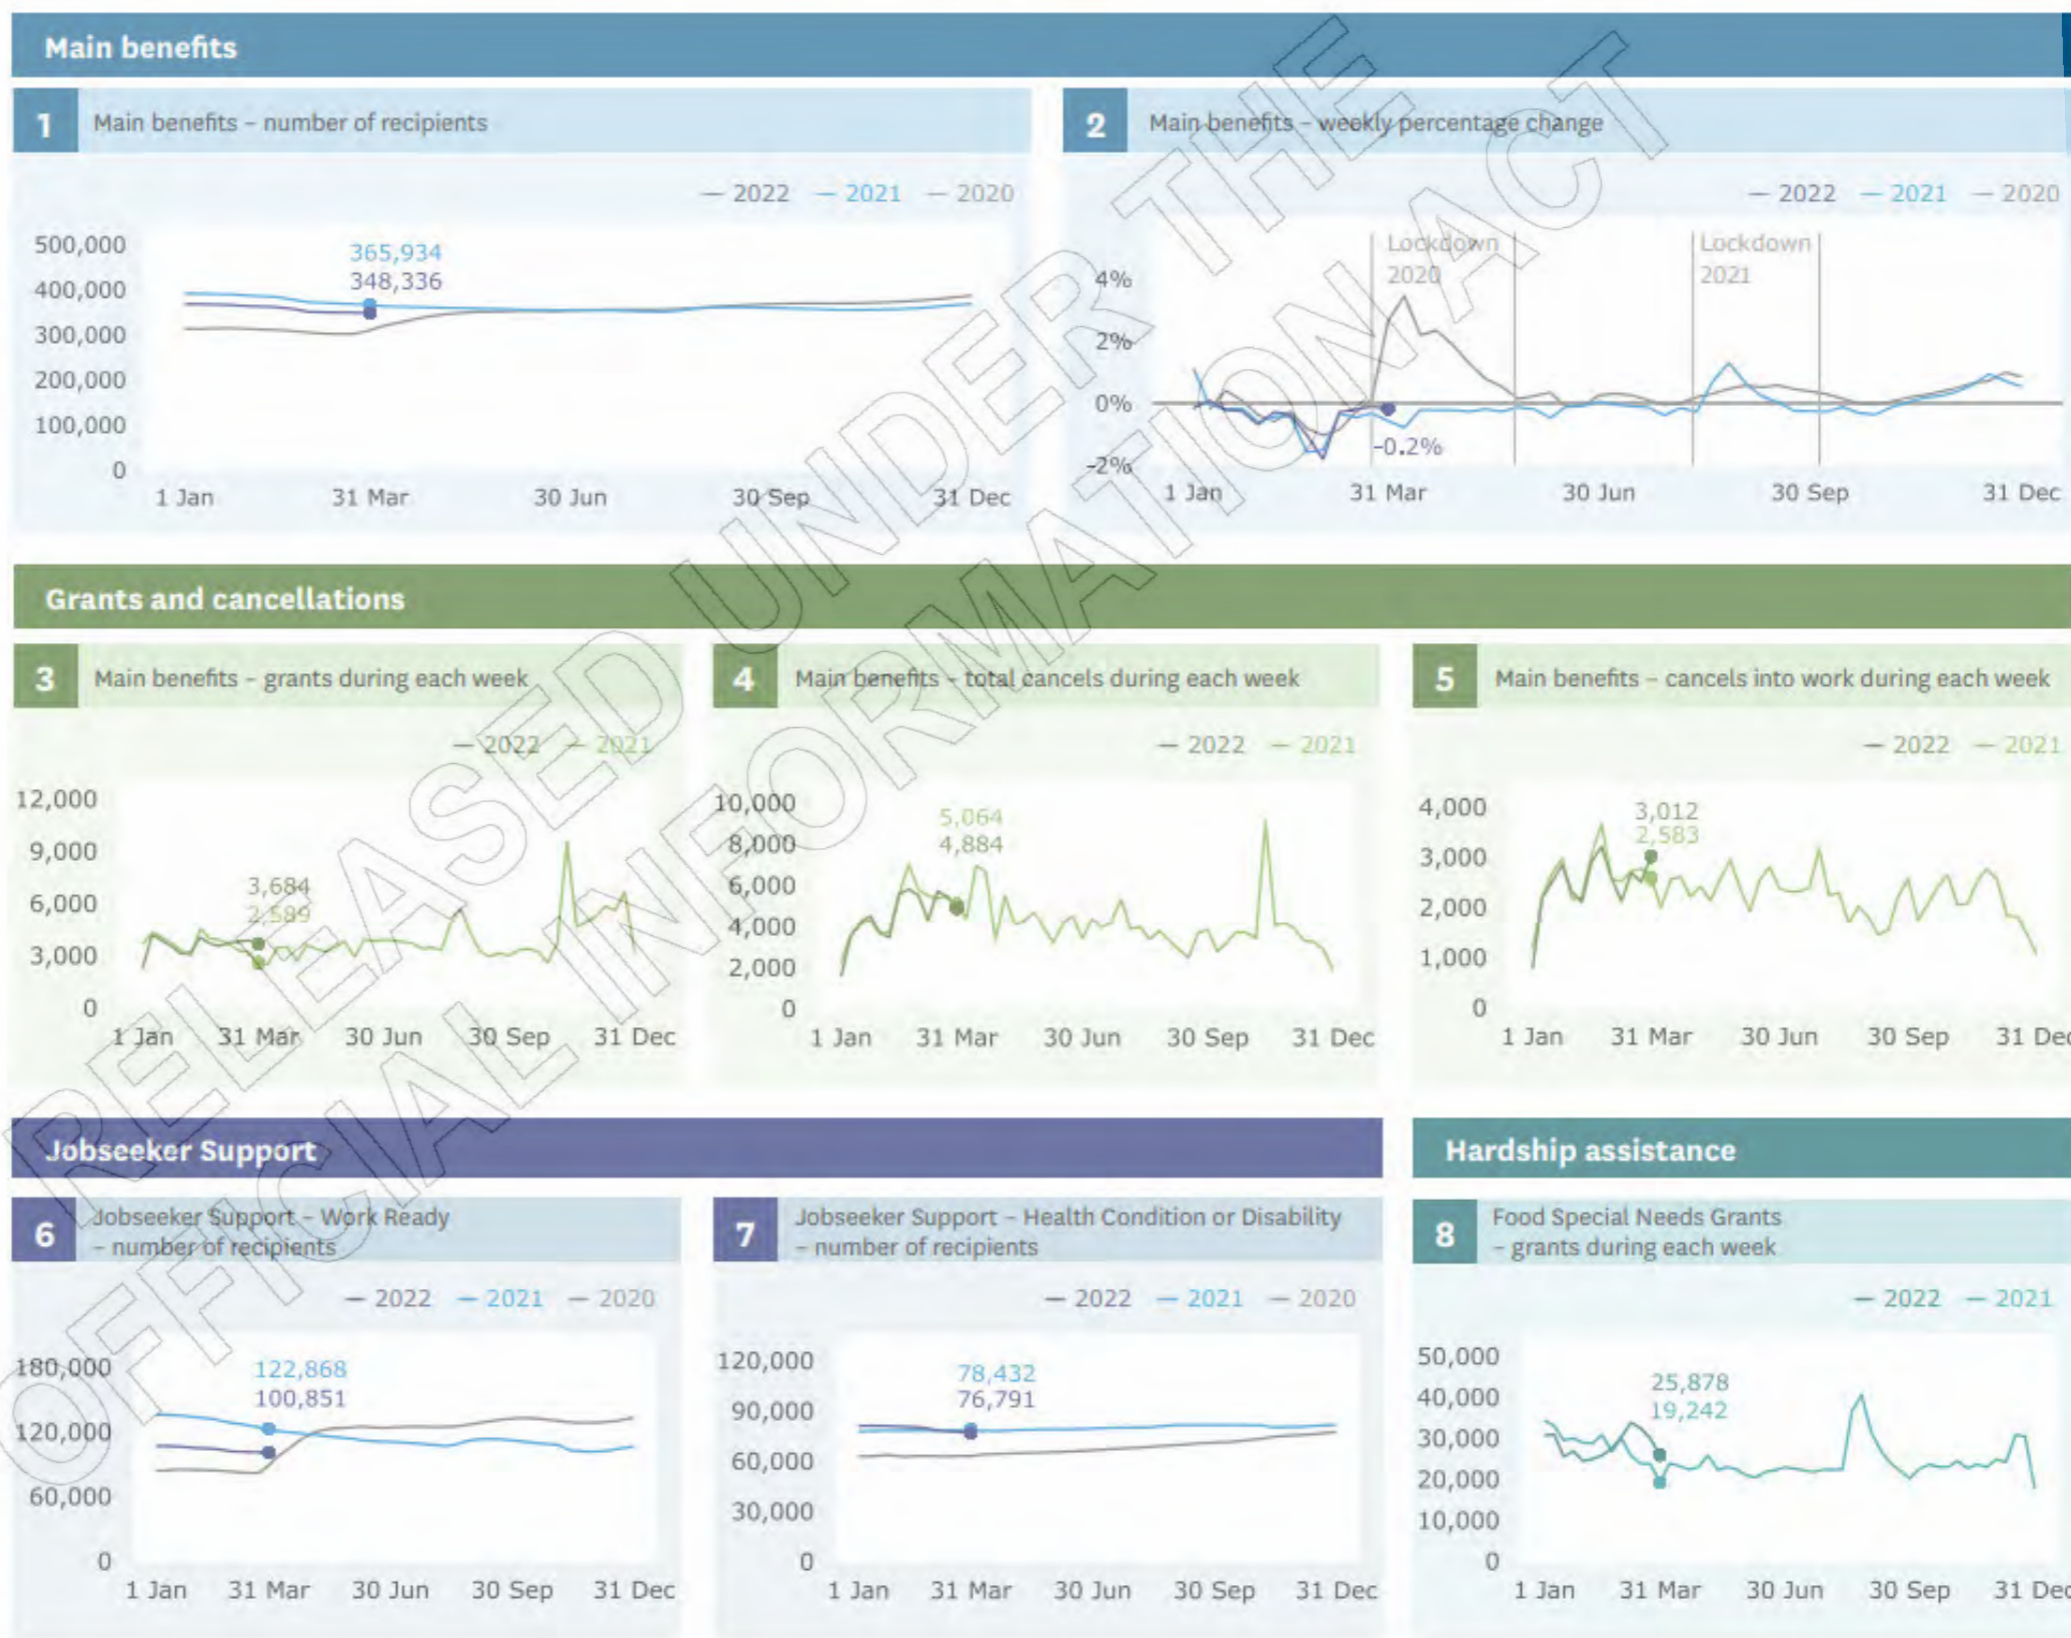 Main benefits
1 Main benefits – number of recipients
— 2022 — 2021 — 2020
500,000
400,000
300,000
200,000
100,000
0
365,934
348,336
1 Jan 31 Mar 30 Jun 30 Sep 31 Dec
2 Main benefits – weekly percentage change
— 2022 — 2021 — 2020
4%
2%
0%
-2%
Lockdown
2020
Lockdown
2021
-0.2%
1 Jan 31 Mar 30 Jun 30 Sep 31 Dec
Grants and cancellations
3 Main benefits – grants during each week
— 2022 — 2021
12,000
9,000
6,000
3,000
0
3,684
2,589
1 Jan 31 Mar 30 Jun 30 Sep 31 Dec
4 Main benefits – total cancels during each week
— 2022 — 2021
10,000
8,000
6,000
4,000
2,000
0
5,064
4,884
1 Jan 31 Mar 30 Jun 30 Sep 31 Dec
5 Main benefits – cancels into work during each week
— 2022 — 2021
4,000
3,000
2,000
1,000
0
3,012
2,583
1 Jan 31 Mar 30 Jun 30 Sep 31 Dec
Jobseeker Support
6 Jobseeker Support – Work Ready
– number of recipients
— 2022 — 2021 — 2020
180,000
120,000
60,000
0
122,868
100,851
1 Jan 31 Mar 30 Jun 30 Sep 31 Dec
7 Jobseeker Support – Health Condition or Disability
– number of recipients
— 2022 — 2021 — 2020
120,000
90,000
60,000
30,000
0
78,432
76,791
1 Jan 31 Mar 30 Jun 30 Sep 31 Dec
Hardship assistance
8 Food Special Needs Grants
– grants during each week
— 2022 — 2021
50,000
40,000
30,000
20,000
10,000
0
25,878
19,242
1 Jan 31 Mar 30 Jun 30 Sep 31 Dec
RELEASED UNDER THE
OFFICIAL INFORMATION ACT